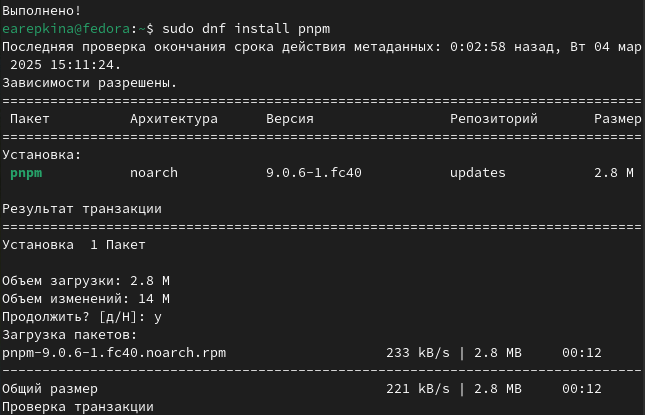 Выполнено!
earepkina@fedora:~$ sudo dnf install pnpm
Последняя проверка окончания срока действия метаданных: 0:02:58 назад, Вт 04 мар
 2025 15:11:24.
Зависимости разрешены.
================================================================================
 Пакет          Архитектура      Версия                 Репозиторий       Размер
================================================================================
Установка:
 pnpm           noarch           9.0.6-1.fc40           updates           2.8 M

Результат транзакции
================================================================================
Установка  1 Пакет

Объем загрузки: 2.8 M
Объем изменений: 14 M
Продолжить? [д/Н]: y
Загрузка пакетов:
pnpm-9.0.6-1.fc40.noarch.rpm                    233 kB/s | 2.8 MB     00:12
--------------------------------------------------------------------------------
Общий размер                                    221 kB/s | 2.8 MB     00:12
Проверка транзакции